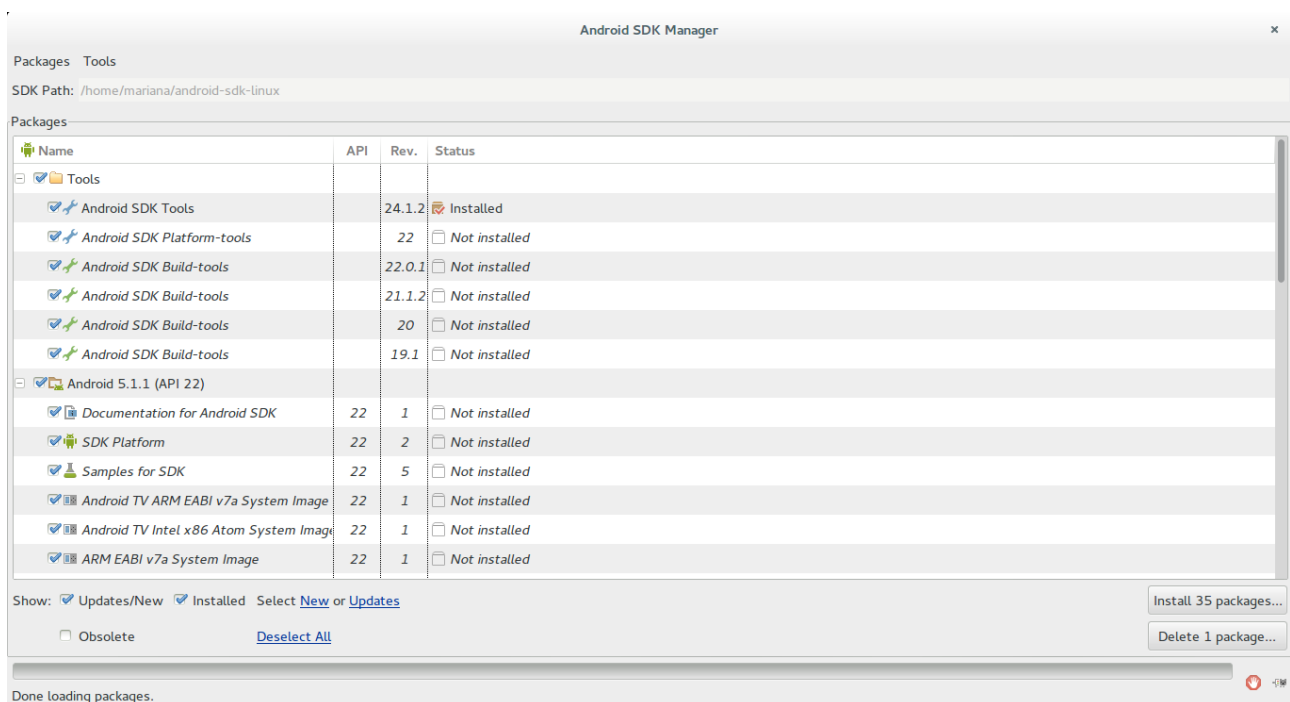 Android SDK Manager ×
Packages Tools
SDK Path: /home/mariana/android-sdk-linux
Packages
Name API Rev. Status
Tools
Android SDK Tools 24.1.2 Installed
Android SDK Platform-tools 22 Not installed
Android SDK Build-tools 22.0.1 Not installed
Android SDK Build-tools 21.1.2 Not installed
Android SDK Build-tools 20 Not installed
Android SDK Build-tools 19.1 Not installed
Android 5.1.1 (API 22)
Documentation for Android SDK 22 1 Not installed
SDK Platform 22 2 Not installed
Samples for SDK 22 5 Not installed
Android TV ARM EABI v7a System Image 22 1 Not installed
Android TV Intel x86 Atom System Image 22 1 Not installed
ARM EABI v7a System Image 22 1 Not installed
Show: Updates/New Installed Select New or Updates Install 35 packages...
Obsolete Deselect All Delete 1 package...
Done loading packages.